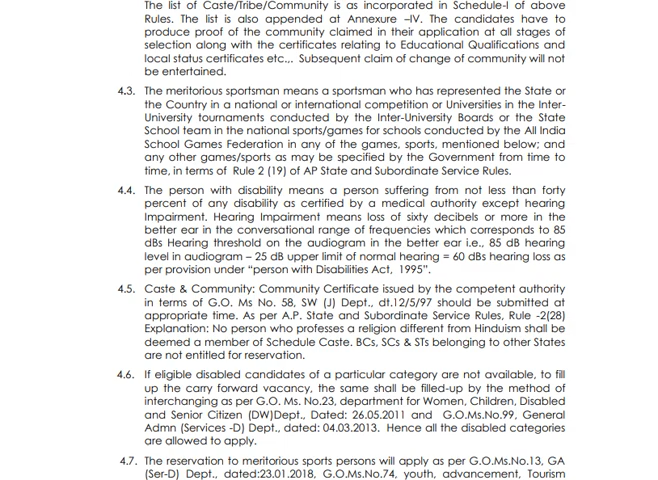 The list of Caste/Tribe/Community is as incorporated in Schedule-I of above
Rules. The list is also appended at Annexure –IV. The candidates have to
produce proof of the community claimed in their application at all stages of
selection along with the certificates relating to Educational Qualifications and
local status certificates etc... Subsequent claim of change of community will not
be entertained.
4.3. The meritorious sportsman means a sportsman who has represented the State or
the Country in a national or international competition or Universities in the Inter-
University tournaments conducted by the Inter-University Boards or the State
School team in the national sports/games for schools conducted by the All India
School Games Federation in any of the games, sports, mentioned below; and
any other games/sports as may be specified by the Government from time to
time, in terms of Rule 2 (19) of AP State and Subordinate Service Rules.
4.4. The person with disability means a person suffering from not less than forty
percent of any disability as certified by a medical authority except hearing
Impairment. Hearing Impairment means loss of sixty decibels or more in the
better ear in the conversational range of frequencies which corresponds to 85
dBs Hearing threshold on the audiogram in the better ear i.e., 85 dB hearing
level in audiogram – 25 dB upper limit of normal hearing = 60 dBs hearing loss as
per provision under “person with Disabilities Act, 1995”.
4.5. Caste & Community: Community Certificate issued by the competent authority
in terms of G.O. Ms No. 58, SW (J) Dept., dt.12/5/97 should be submitted at
appropriate time. As per A.P. State and Subordinate Service Rules, Rule -2(28)
Explanation: No person who professes a religion different from Hinduism shall be
deemed a member of Schedule Caste. BCs, SCs & STs belonging to other States
are not entitled for reservation.
4.6. If eligible disabled candidates of a particular category are not available, to fill
up the carry forward vacancy, the same shall be filled-up by the method of
interchanging as per G.O. Ms. No.23, department for Women, Children, Disabled
and Senior Citizen (DW)Dept., Dated: 26.05.2011 and G.O.Ms.No.99, General
Admn (Services -D) Dept., dated: 04.03.2013. Hence all the disabled categories
are allowed to apply.
4.7. The reservation to meritorious sports persons will apply as per G.O.Ms.No.13, GA
(Ser-D) Dept., dated:23.01.2018, G.O.Ms.No.74, youth, advancement, Tourism